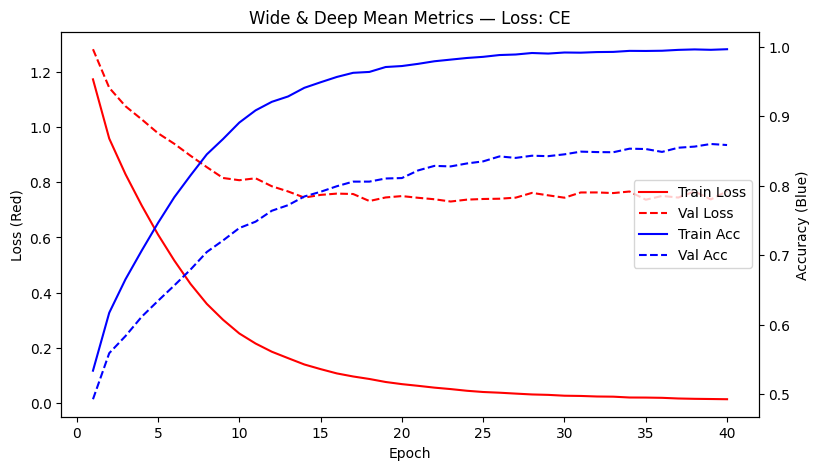 Wide & Deep Mean Metrics — Loss: CE
Loss (Red)
1.2
1.0
0.8
0.6
0.4
0.2
0.0
1.0
0.9
0.8
0.7
0.6
0.5
Accuracy (Blue)
Train Loss
Val Loss
Train Acc
Val Acc
0 5 10 15 20 25 30 35 40
Epoch